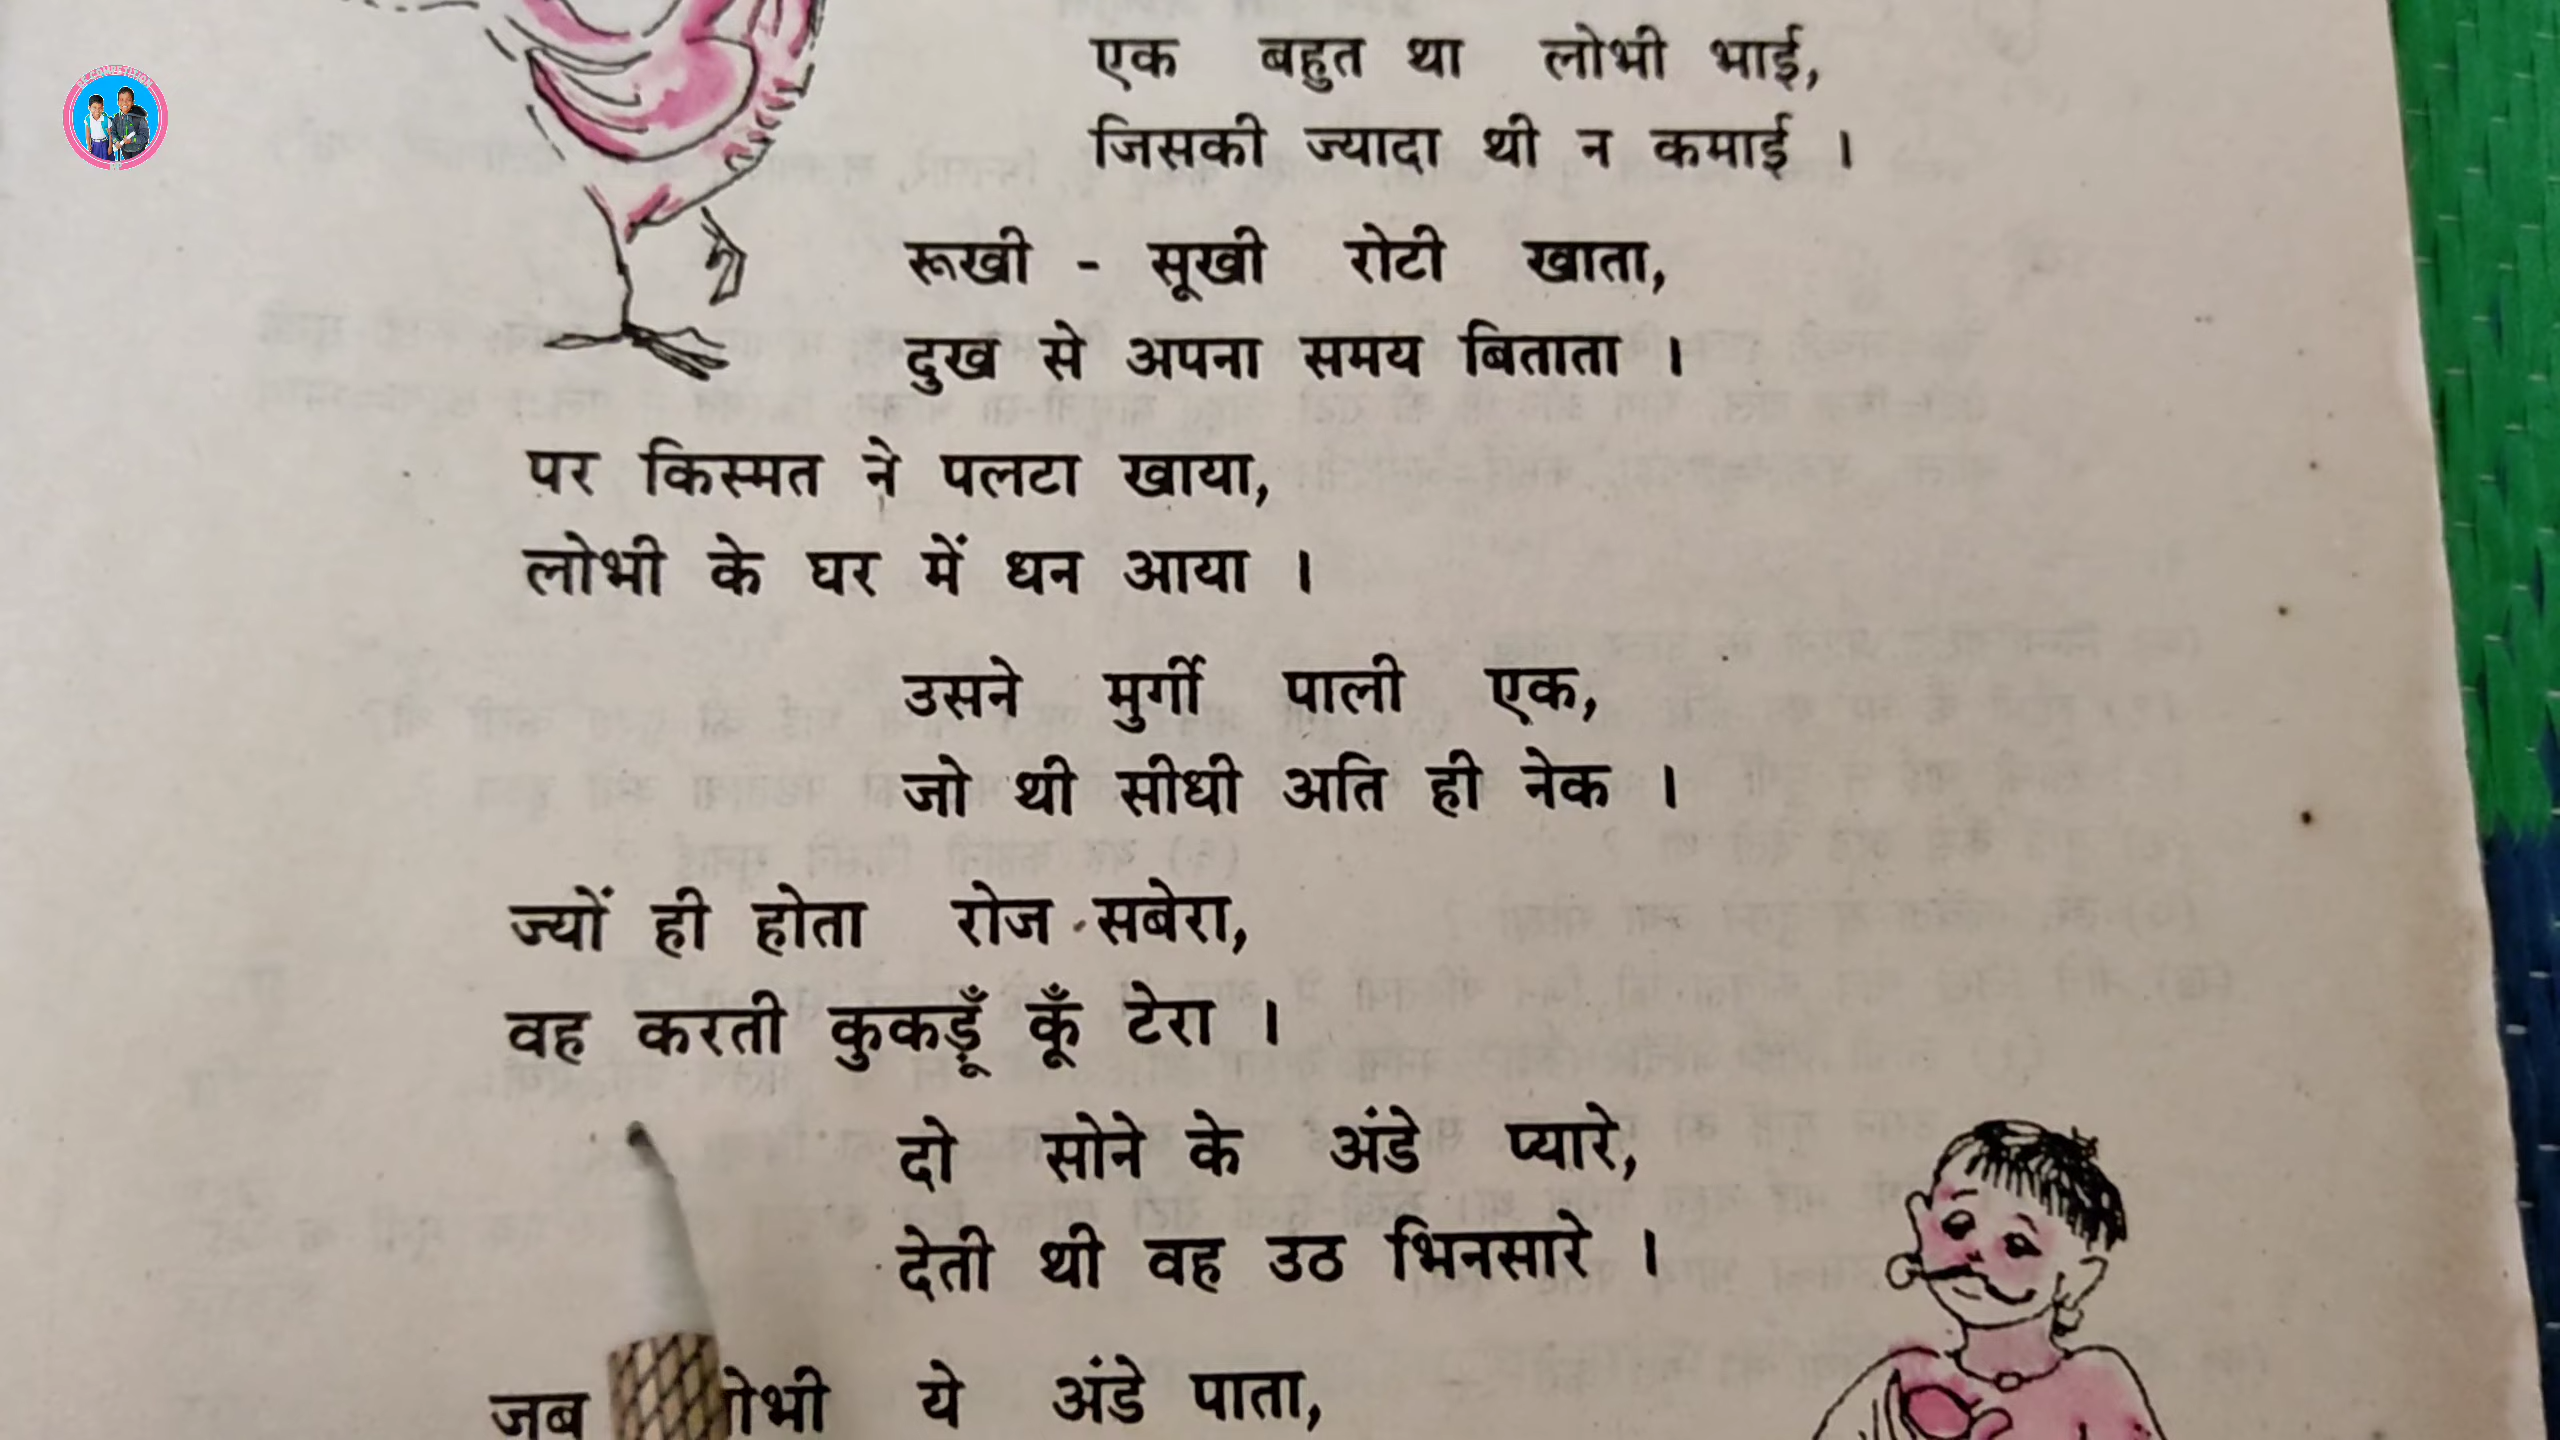 एक बहुत था लोभी भाई,
जिसकी ज्यादा थी न कमाई ।
रूखी - सूखी रोटी खाता,
दुख से अपना समय बिताता ।
पर किस्मत ने पलटा खाया,
लोभी के घर में धन आया ।
उसने मुर्गी पाली एक,
जो थी सीधी अति ही नेक ।
ज्यों ही होता रोज सबेरा,
वह करती कुकड़ूँ कूँ टेरा ।
दो सोने के अंडे प्यारे,
देती थी वह उठ भिनसारे ।
जब ये अंडे पाता,